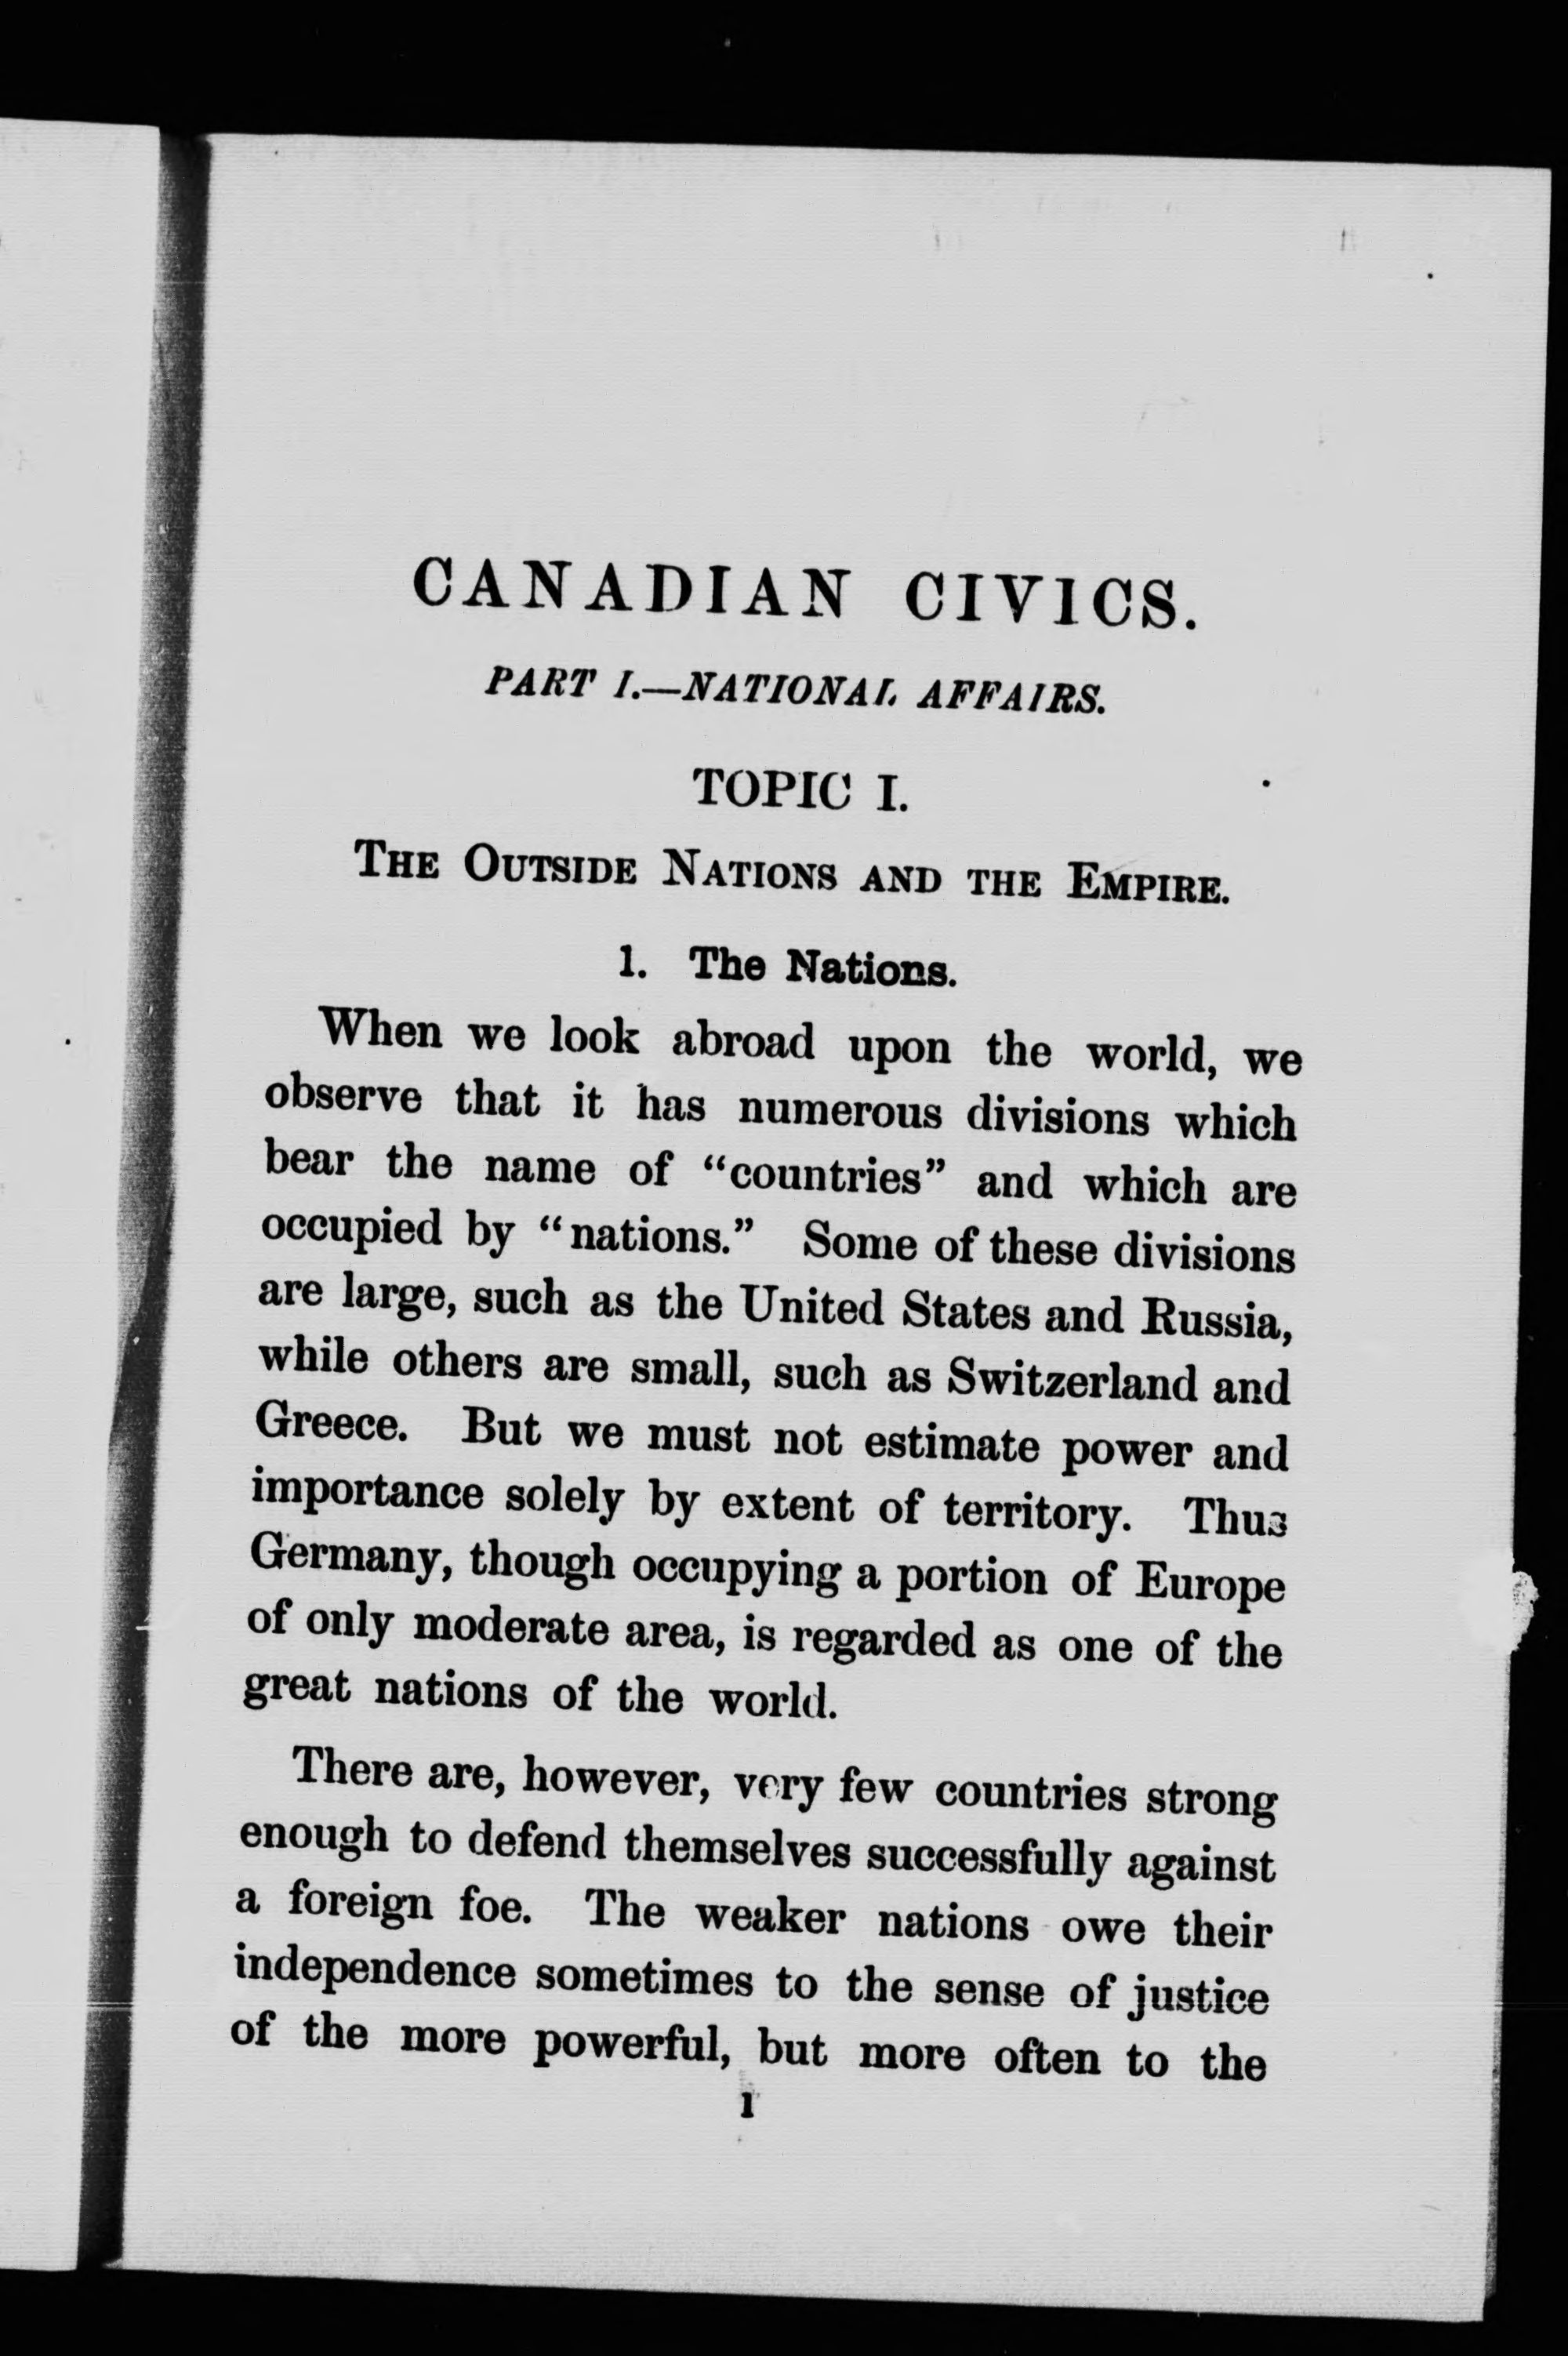 CANADIAN CIVICS.
PART I.—NATIONAL AFFAIRS.
TOPIC I.
THE OUTSIDE NATIONS AND THE EMPIRE.
1. The Nations.
When we look abroad upon the world, we
observe that it has numerous divisions which
bear the name of "countries" and which are
occupied by "nations." Some of these divisions
are large, such as the United States and Russia,
while others are small, such as Switzerland and
Greece. But we must not estimate power and
importance solely by extent of territory. Thus
Germany, though occupying a portion of Europe
of only moderate area, is regarded as one of the
great nations of the world.
There are, however, very few countries strong
enough to defend themselves successfully against
a foreign foe. The weaker nations owe their
independence sometimes to the sense of justice
of the more powerful, but more often to the
1